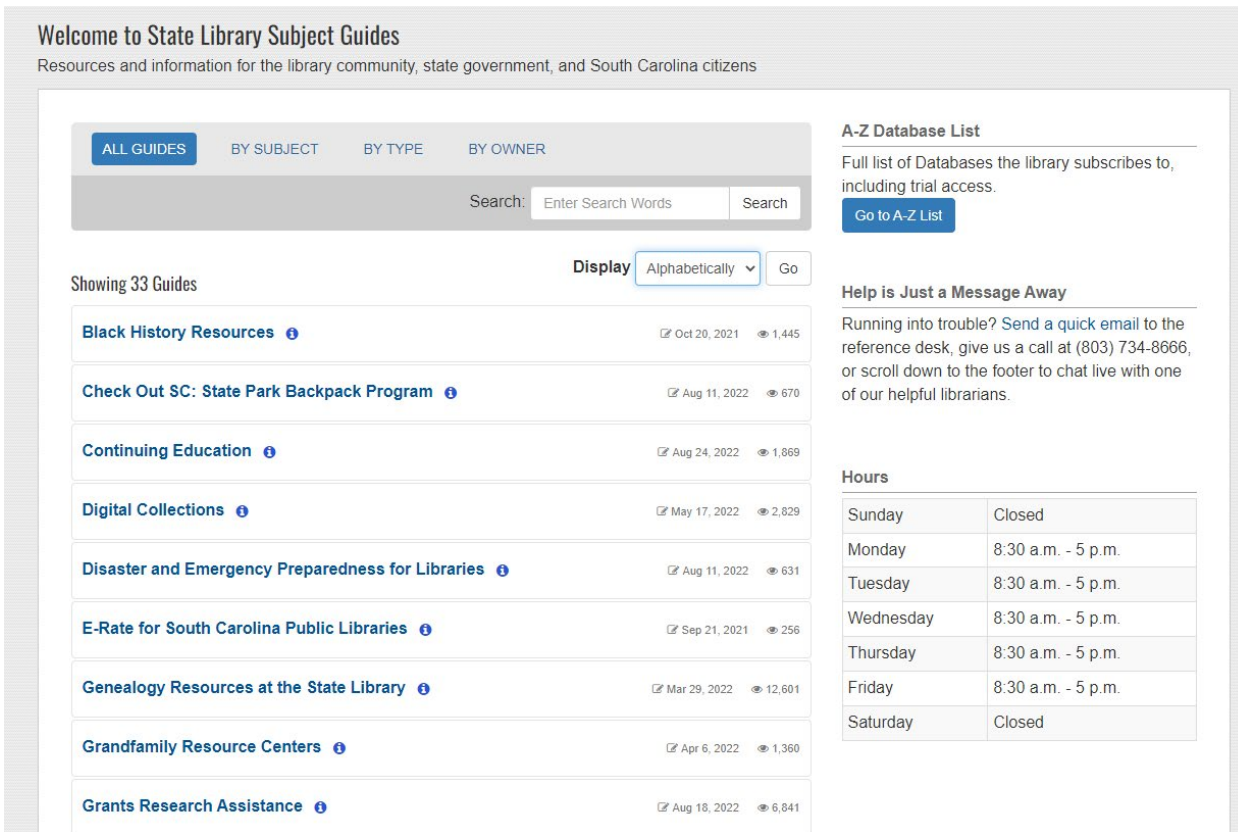 Welcome to State Library Subject Guides
Resources and information for the library community, state government, and South Carolina citizens
ALL GUIDES BY SUBJECT BY TYPE BY OWNER
Search: Enter Search Words Search
Showing 33 Guides
Display Alphabetically Go
Black History Resources Oct 20, 2021 1,445
Check Out SC: State Park Backpack Program Aug 11, 2022 670
Continuing Education Aug 24, 2022 1,869
Digital Collections May 17, 2022 2,829
Disaster and Emergency Preparedness for Libraries Aug 11, 2022 631
E-Rate for South Carolina Public Libraries Sep 21, 2021 256
Genealogy Resources at the State Library Mar 29, 2022 12,601
Grandfamily Resource Centers Apr 6, 2022 1,360
Grants Research Assistance Aug 18, 2022 6,841
A-Z Database List
Full list of Databases the library subscribes to,
including trial access.
Go to A-Z List
Help is Just a Message Away
Running into trouble? Send a quick email to the
reference desk, give us a call at (803) 734-8666,
or scroll down to the footer to chat live with one
of our helpful librarians.
Hours
Sunday Closed
Monday 8:30 a.m. - 5 p.m.
Tuesday 8:30 a.m. - 5 p.m.
Wednesday 8:30 a.m. - 5 p.m.
Thursday 8:30 a.m. - 5 p.m.
Friday 8:30 a.m. - 5 p.m.
Saturday Closed